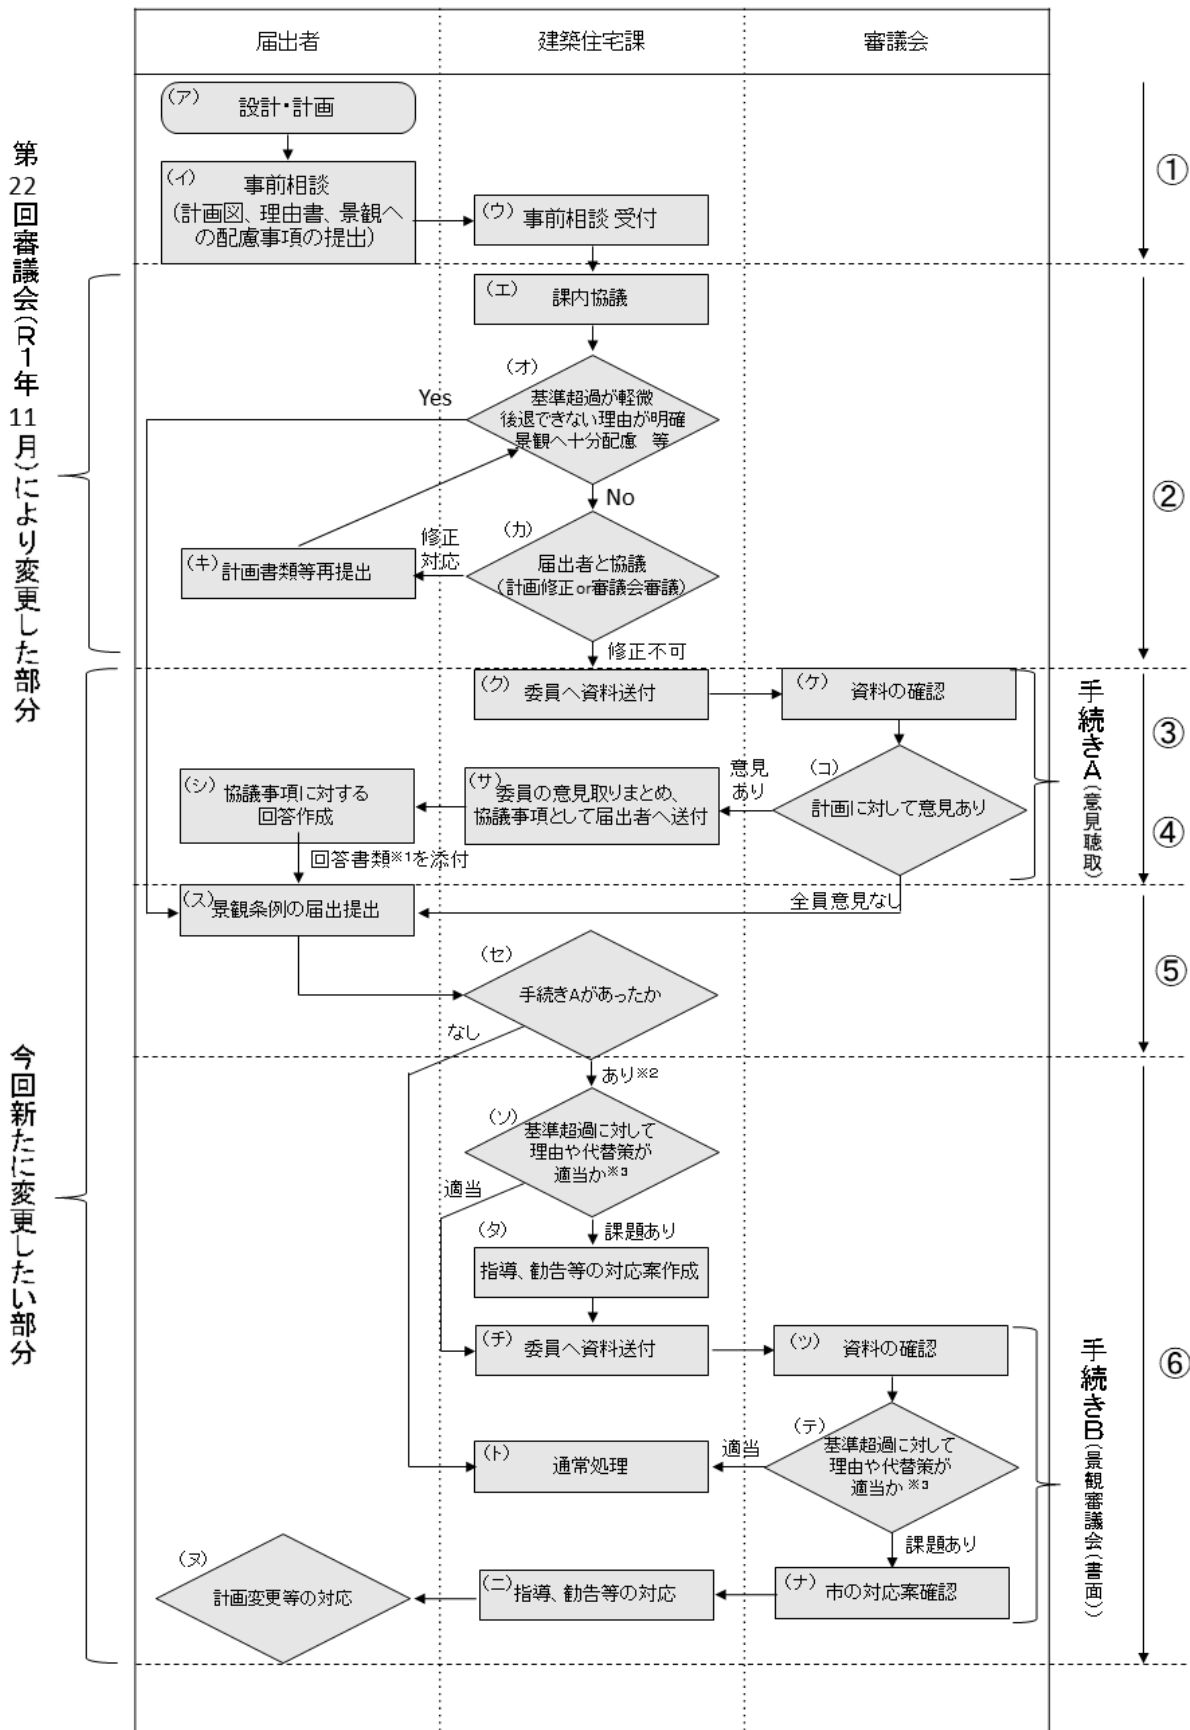 届出者
建築住宅課
審議会
(ア) 設計・計画
(イ) 事前相談
(計画図、理由書、景観へ
の配慮事項の提出)
(ウ) 事前相談 受付
①
第22回審議会(R1年11月)により変更した部分
(エ) 課内協議
(オ)
基準超過が軽微
後退できない理由が明確
景観へ十分配慮 等
Yes
No
(カ)
届出者と協議
(計画修正or審議会審議)
修正
対応
(キ) 計画書類等再提出
修正不可
②
今回新たに変更したい部分
(ク) 委員へ資料送付
(ケ) 資料の確認
(コ)
計画に対して意見あり
意見
あり
(サ) 委員の意見取りまとめ、
協議事項として届出者へ送付
(シ) 協議事項に対する
回答作成
回答書類※1を添付
全員意見なし
手続きA(意見聴取)
③
④
(ス) 景観条例の届出提出
(セ)
手続きAがあったか
なし
あり※2
⑤
(ソ)
基準超過に対して
理由や代替策が
適当か※3
適当
課題あり
(タ)
指導、勧告等の対応案作成
(チ) 委員へ資料送付
(ツ) 資料の確認
(テ)
基準超過に対して
理由や代替策が
適当か※3
適当
(ト) 通常処理
課題あり
(ナ) 市の対応案確認
(ニ) 指導、勧告等の対応
(ヌ)
計画変更等の対応
手続きB(景観審議会(書面))
⑥